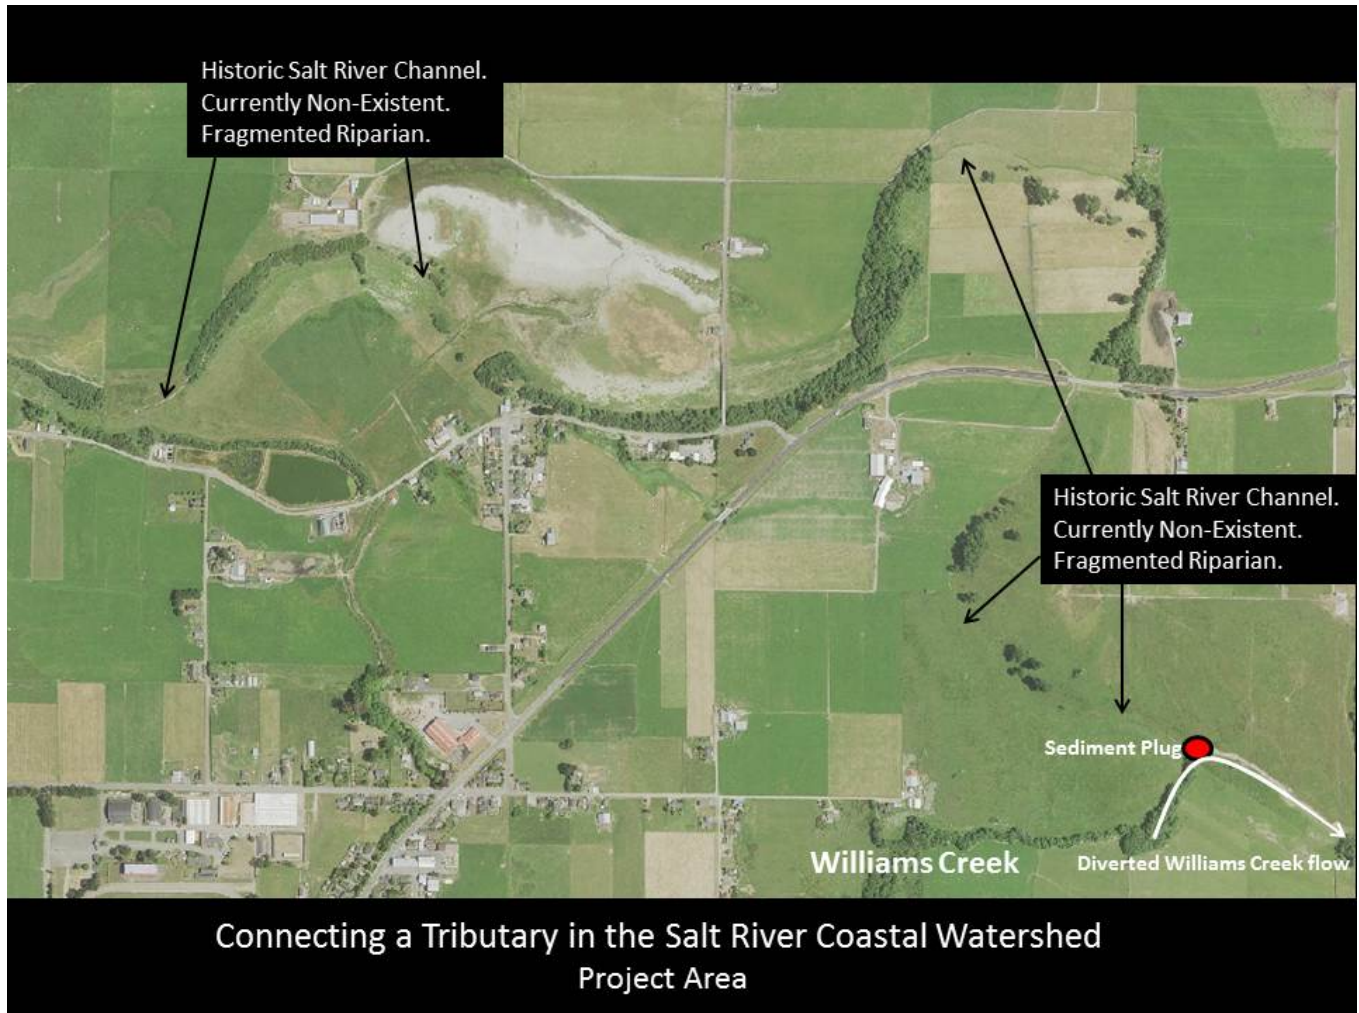 Historic Salt River Channel.
Currently Non-Existent.
Fragmented Riparian.
Historic Salt River Channel.
Currently Non-Existent.
Fragmented Riparian.
Sediment Plug
Williams Creek
Diverted Williams Creek flow
Connecting a Tributary in the Salt River Coastal Watershed
Project Area